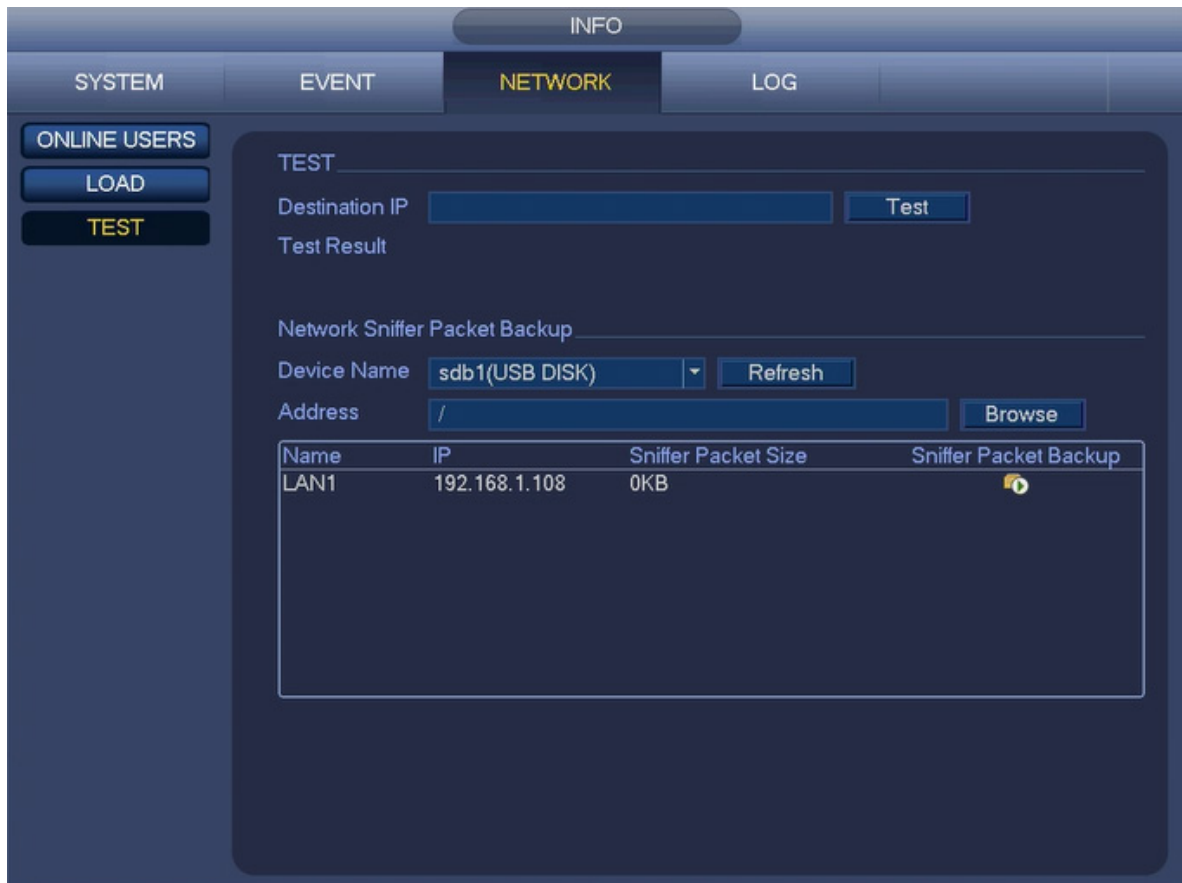 INFO
SYSTEM EVENT NETWORK LOG
ONLINE USERS
LOAD
TEST
TEST
Destination IP Test
Test Result
Network Sniffer Packet Backup
Device Name sdb1(USB DISK) Refresh
Address / Browse
Name IP Sniffer Packet Size Sniffer Packet Backup
LAN1 192.168.1.108 0KB